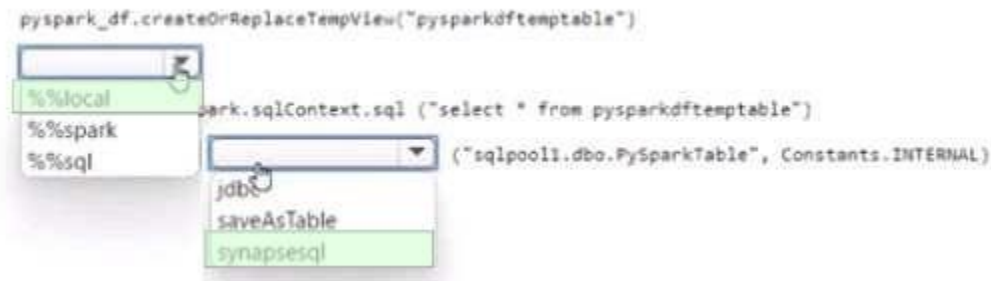 pyspark_df.createOrReplaceTempView("pysparkdftemptable")
%%local
park.sqlContext.sql ("select * from pysparkdftemptable")
%%spark
%%sql
("sqlpool1.dbo.PySparkTable", Constants.INTERNAL)
jdbc
saveAsTable
synapsesql